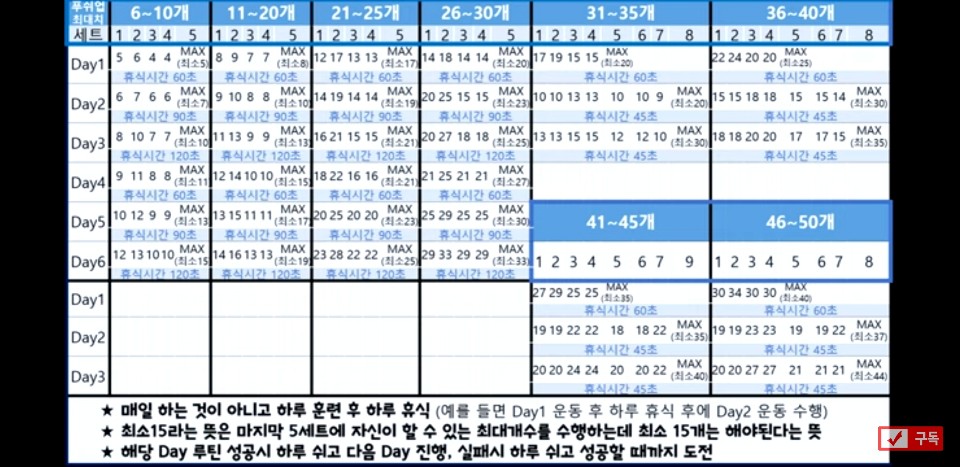 푸쉬업 최대치 6~10개 11~20개 21~25개 26~30개 31~35개 36~40개
세트 1 2 3 4 5 1 2 3 4 5 1 2 3 4 5 1 2 3 4 5 1 2 3 4 5 6 7 8 1 2 3 4 5 6 7 8
Day1 5 6 4 4 MAX (최소5) 8 9 7 7 MAX (최소8) 12 17 13 13 MAX (최소17) 14 18 14 14 MAX (최소20) 17 19 15 15 MAX (최소20) 22 24 20 20 MAX (최소25)
휴식시간 60초 휴식시간 60초 휴식시간 60초 휴식시간 60초 휴식시간 60초 휴식시간 60초
Day2 6 7 6 6 MAX (최소7) 9 10 8 8 MAX (최소10) 14 19 14 14 MAX (최소19) 20 25 15 15 MAX (최소23) 10 10 13 13 10 10 9 MAX (최소20) 15 15 18 18 15 15 14 MAX (최소30)
휴식시간 90초 휴식시간 90초 휴식시간 90초 휴식시간 90초 휴식시간 45초 휴식시간 45초
Day3 8 10 7 7 MAX (최소10) 11 13 9 9 MAX (최소13) 16 21 15 15 MAX (최소21) 20 27 18 18 MAX (최소25) 13 13 15 15 12 12 10 MAX (최소30) 18 18 20 20 17 17 15 MAX (최소35)
휴식시간 120초 휴식시간 120초 휴식시간 120초 휴식시간 120초 휴식시간 45초 휴식시간 45초
Day4 9 11 8 8 MAX (최소11) 12 14 10 10 MAX (최소15) 18 22 16 16 MAX (최소21) 21 25 21 21 MAX (최소27)
휴식시간 60초 휴식시간 60초 휴식시간 60초 휴식시간 60초
Day5 10 12 9 9 MAX (최소13) 13 15 11 11 MAX (최소17) 20 25 20 20 MAX (최소23) 25 29 25 25 MAX (최소30) 41~45개 46~50개
휴식시간 90초 휴식시간 90초 휴식시간 90초 휴식시간 90초
Day6 12 13 10 10 MAX (최소15) 14 16 13 13 MAX (최소19) 23 28 22 22 MAX (최소25) 29 33 29 29 MAX (최소33) 1 2 3 4 5 6 7 9 1 2 3 4 5 6 7 8
휴식시간 120초 휴식시간 120초 휴식시간 120초 휴식시간 120초
Day1 27 29 25 25 MAX (최소35) 30 34 30 30 MAX (최소40)
휴식시간 60초 휴식시간 60초
Day2 19 19 22 22 18 18 22 MAX (최소35) 19 19 23 23 19 19 22 MAX (최소37)
휴식시간 45초 휴식시간 45초
Day3 20 20 24 24 20 20 22 MAX (최소40) 20 20 27 27 21 21 21 MAX (최소44)
휴식시간 45초 휴식시간 45초
★ 매일 하는 것이 아니고 하루 훈련 후 하루 휴식 (예를 들면 Day1 운동 후 하루 휴식 후에 Day2 운동 수행)
★ 최소15라는 뜻은 마지막 5세트에 자신이 할 수 있는 최대개수를 수행하는데 최소 15개는 해야된다는 뜻
★ 해당 Day 루틴 성공시 하루 쉬고 다음 Day 진행, 실패시 하루 쉬고 성공할 때까지 도전
구독